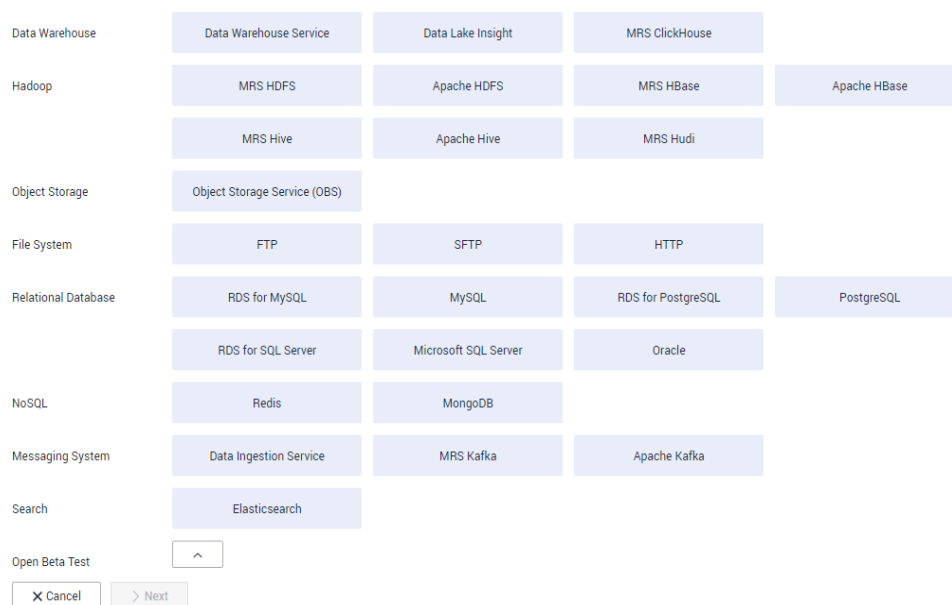 Data Warehouse Data Warehouse Service Data Lake Insight MRS ClickHouse
Hadoop MRS HDFS Apache HDFS MRS HBase Apache HBase
MRS Hive Apache Hive MRS Hudi
Object Storage Object Storage Service (OBS)
File System FTP SFTP HTTP
Relational Database RDS for MySQL MySQL RDS for PostgreSQL PostgreSQL
RDS for SQL Server Microsoft SQL Server Oracle
NoSQL Redis MongoDB
Messaging System Data Ingestion Service MRS Kafka Apache Kafka
Search Elasticsearch
Open Beta Test
Cancel Next